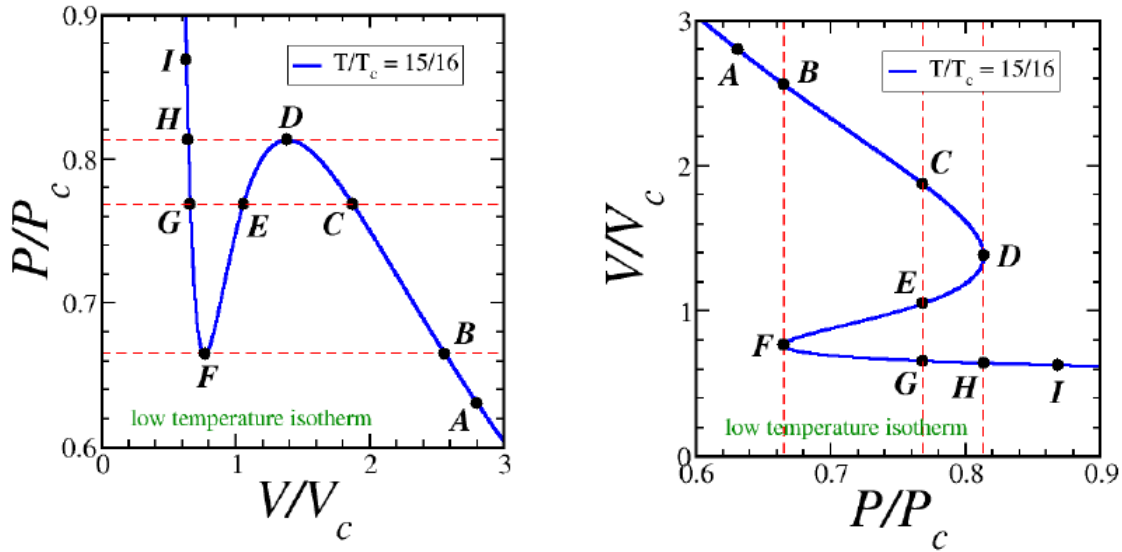 0.9
0.8
0.7
0.6
P/P_c
T/T_c = 15/16
I
H
D
G
E
C
F
B
A
low temperature isotherm
0
1
2
3
V/V_c
3
2
1
0
V/V_c
T/T_c = 15/16
A
B
C
D
E
F
G
H
I
low temperature isotherm
0.6
0.7
0.8
0.9
P/P_c